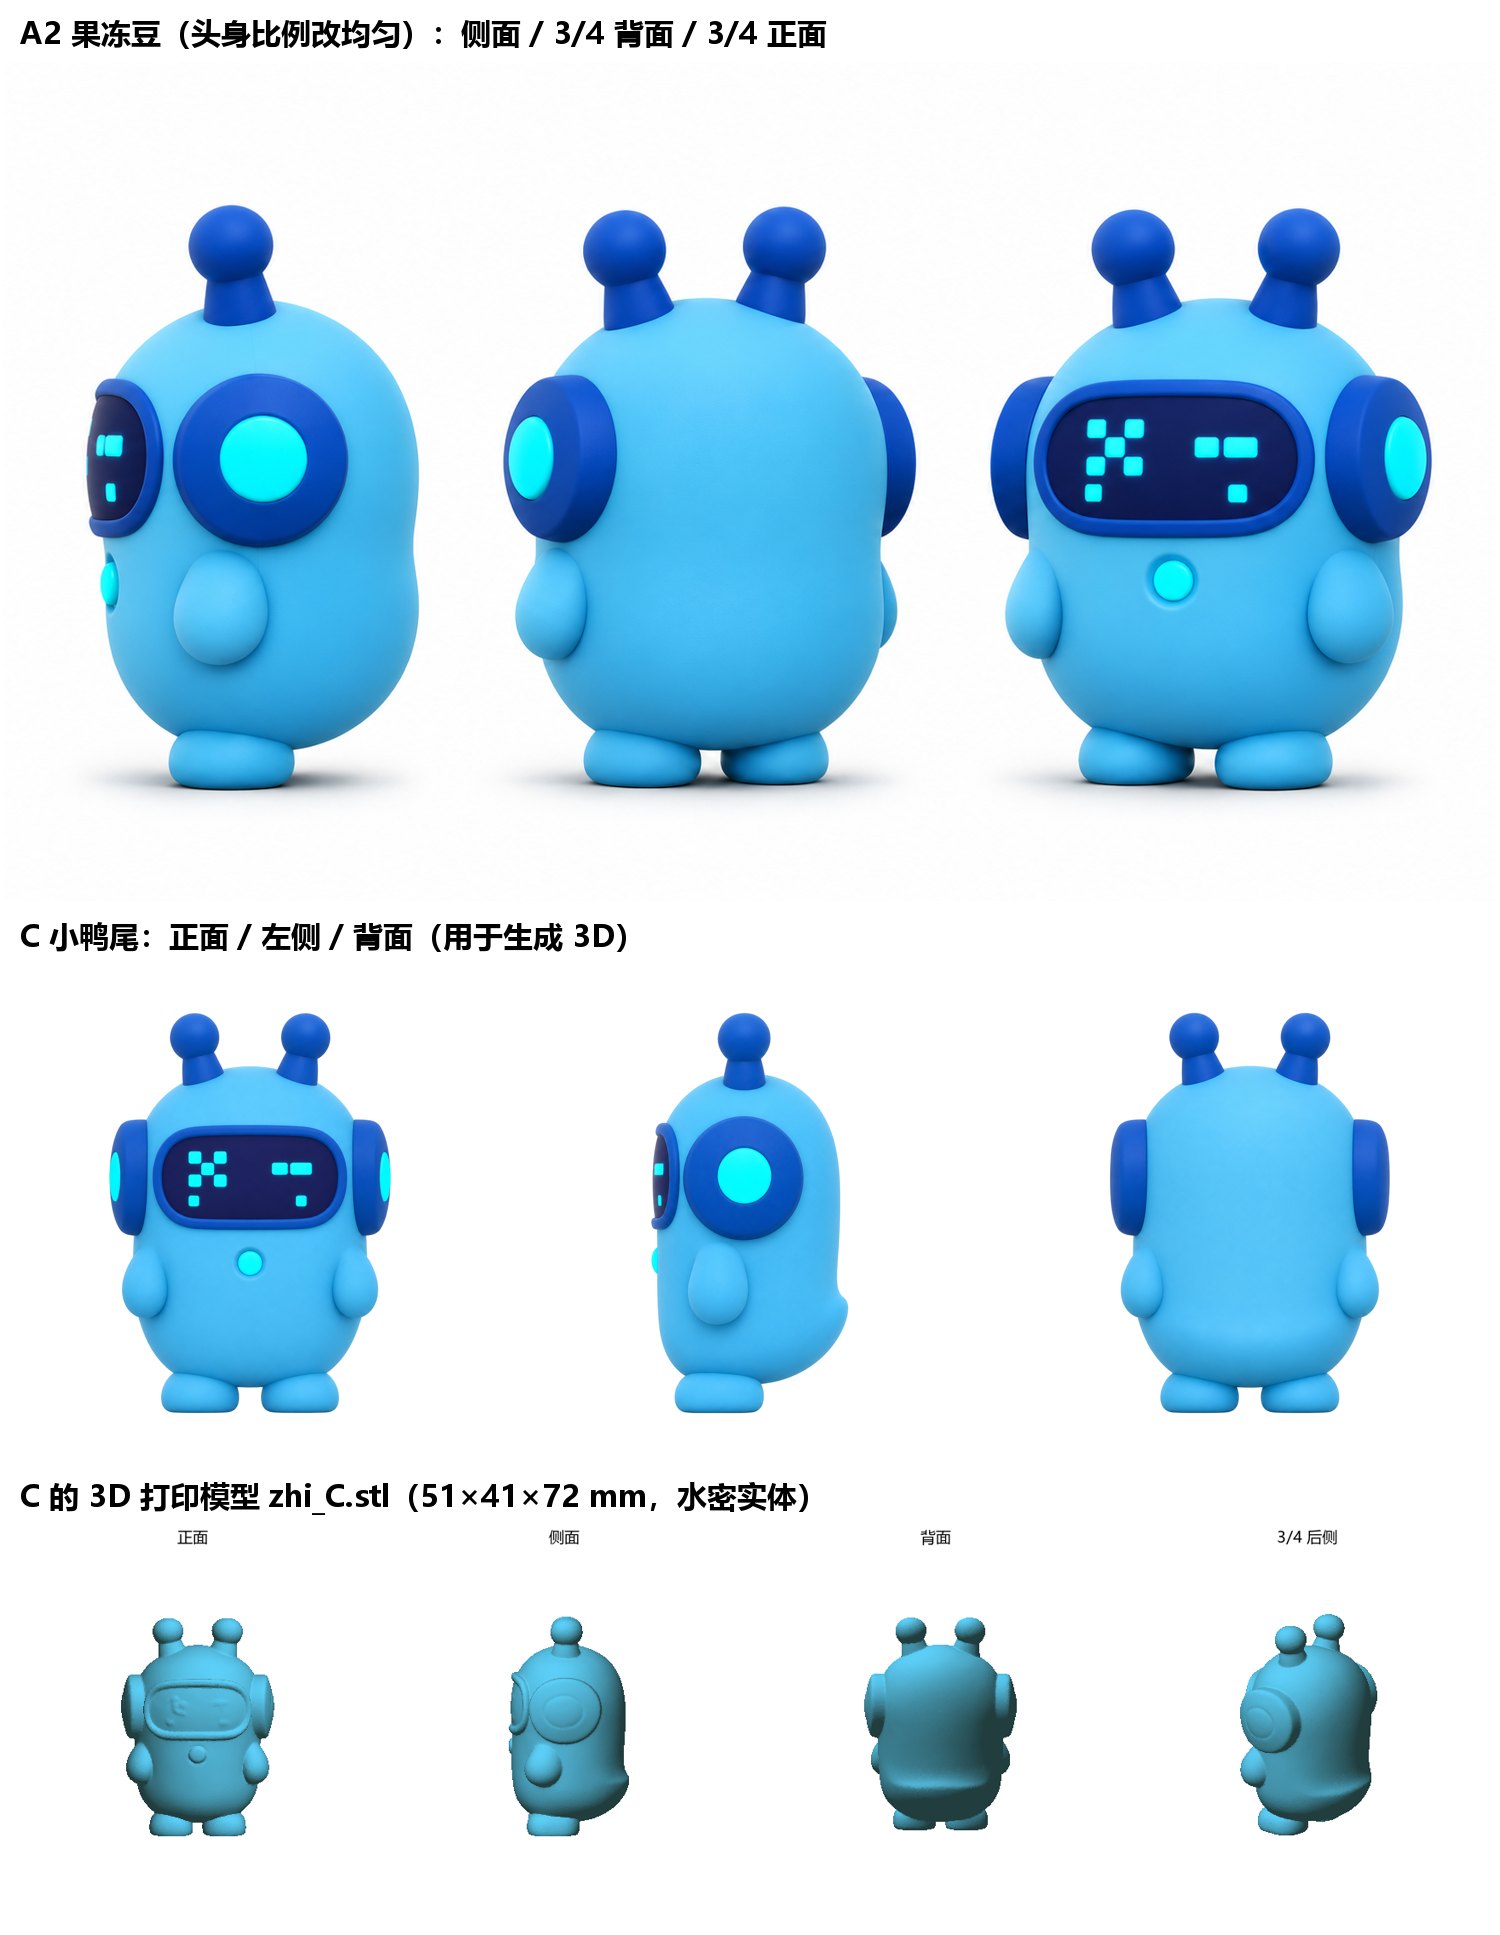 A2 果冻豆（头身比例改均匀）：侧面 / 3/4 背面 / 3/4 正面
C 小鸭尾：正面 / 左侧 / 背面（用于生成 3D）
C 的 3D 打印模型 zhi_C.stl（51×41×72 mm，水密实体）
正面
侧面
背面
3/4 后侧